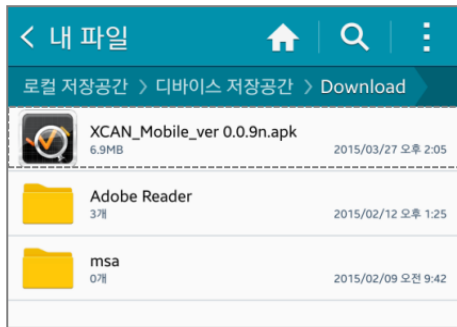 내 파일
로컬 저장공간 > 디바이스 저장공간 > Download
XCAN_Mobile_ver 0.0.9n.apk
6.9MB 2015/03/27 오후 2:05
Adobe Reader
3개 2015/02/12 오후 1:25
msa
0개 2015/02/09 오전 9:42